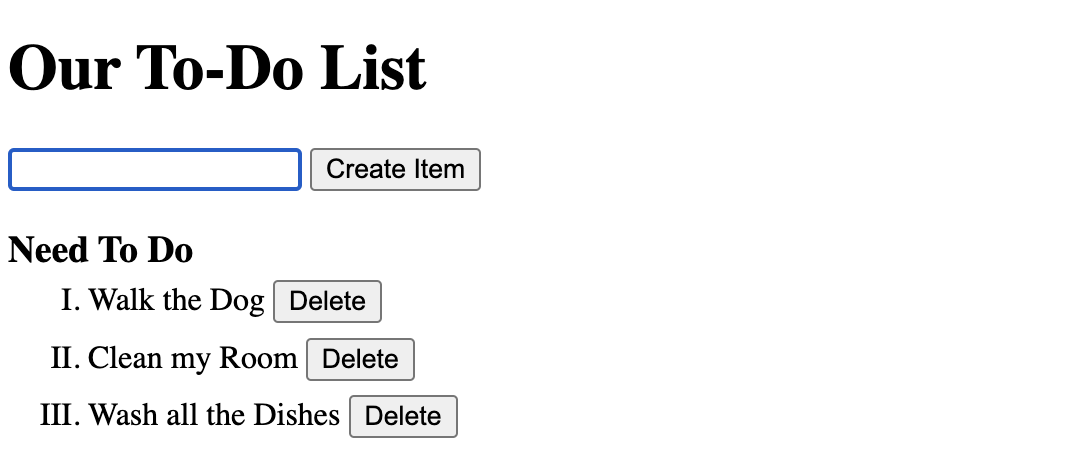 Our To-Do List
Create Item
Need To Do
I. Walk the Dog Delete
II. Clean my Room Delete
III. Wash all the Dishes Delete